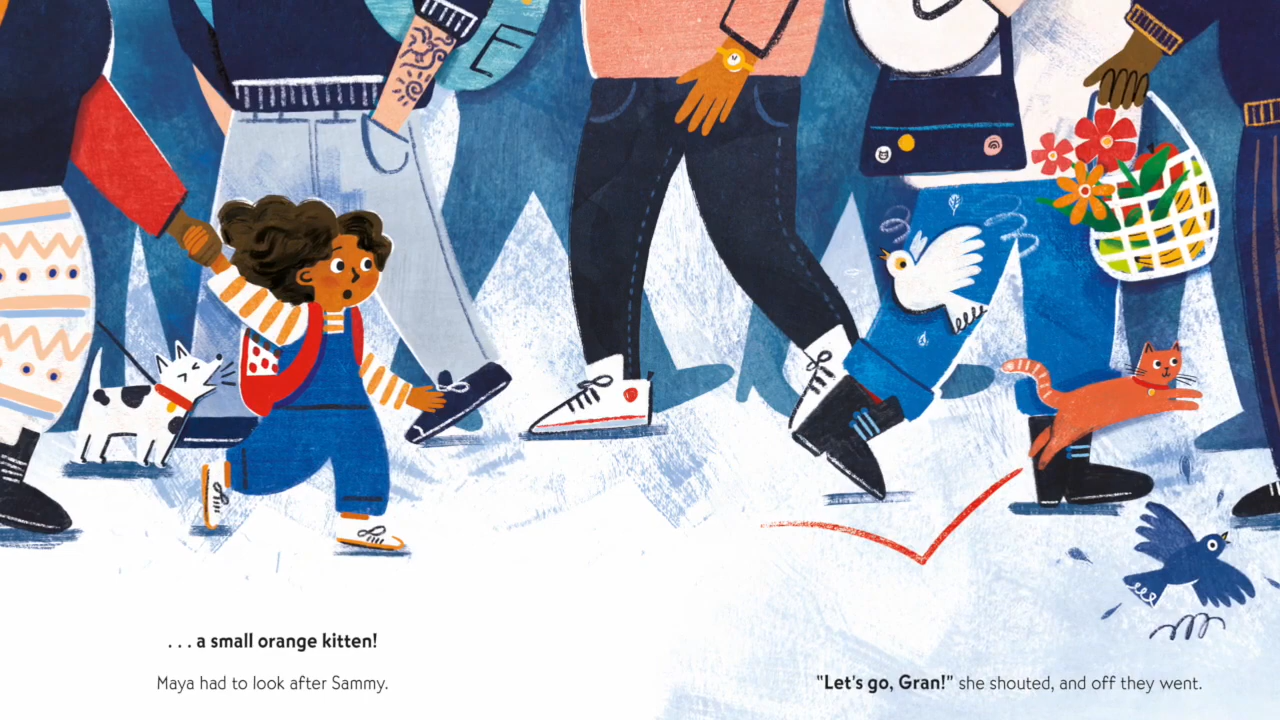 E
. . . a small orange kitten!
Maya had to look after Sammy.
"Let's go, Gran!" she shouted, and off they went.